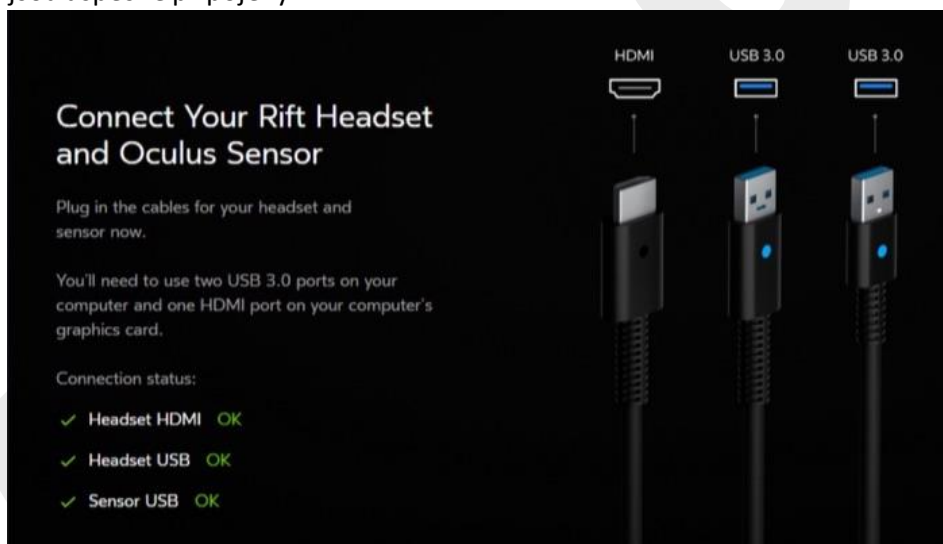 HDMI USB 3.0 USB 3.0
Connect Your Rift Headset
and Oculus Sensor
Plug in the cables for your headset and
sensor now.
You'll need to use two USB 3.0 ports on your
computer and one HDMI port on your computer's
graphics card.
Connection status:
✓ Headset HDMI OK
✓ Headset USB OK
✓ Sensor USB OK